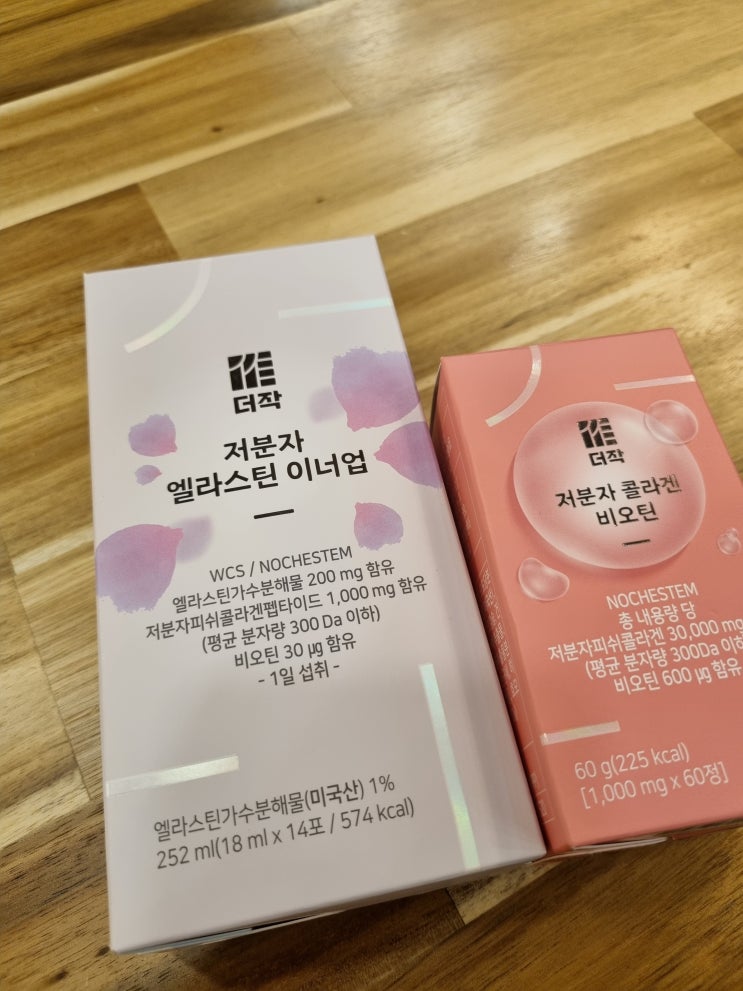 더작
저분자
엘라스틴 이너업
WCS / NOCHESTEM
엘라스틴가수분해물 200 mg 함유
저분자피쉬콜라겐펩타이드 1,000 mg 함유
(평균 분자량 300 Da 이하)
비오틴 30 μg 함유
- 1일 섭취 -
엘라스틴가수분해물(미국산) 1%
252 ml(18 ml x 14포 / 574 kcal)
더작
저분자 콜라겐
비오틴
NOCHESTEM
총 내용량 당
저분자피쉬콜라겐 30,000 mg
(평균 분자량 300Da 이하
비오틴 600 μg 함유
60 g(225 kcal)
[1,000 mg x 60정]